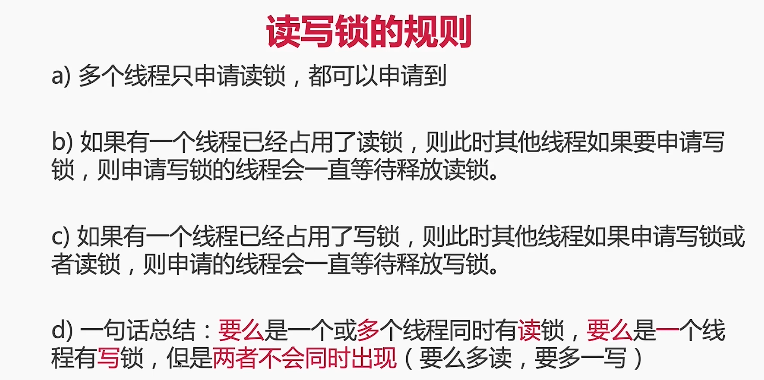 读写锁的规则
a) 多个线程只申请读锁，都可以申请到
b) 如果有一个线程已经占用了读锁，则此时其他线程如果要申请写
锁，则申请写锁的线程会一直等待释放读锁。
c) 如果有一个线程已经占用了写锁，则此时其他线程如果申请写锁或
者读锁，则申请的线程会一直等待释放写锁。
d) 一句话总结：要么是一个或多个线程同时有读锁，要么是一个线
程有写锁，但是两者不会同时出现（要么多读，要多一写）